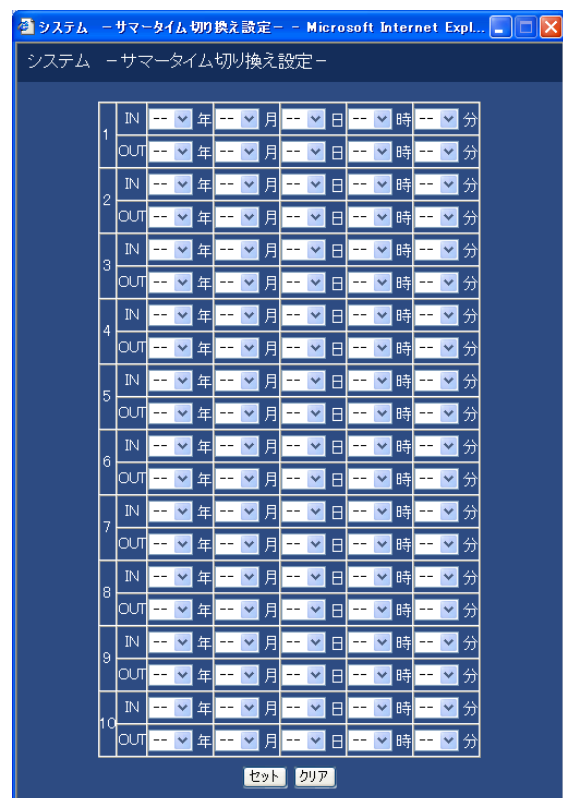 システム －サマータイム切り換え設定－ - Microsoft Internet Expl...
システム －サマータイム切り換え設定－
1 IN -- 年 -- 月 -- 日 -- 時 -- 分
OUT -- 年 -- 月 -- 日 -- 時 -- 分
2 IN -- 年 -- 月 -- 日 -- 時 -- 分
OUT -- 年 -- 月 -- 日 -- 時 -- 分
3 IN -- 年 -- 月 -- 日 -- 時 -- 分
OUT -- 年 -- 月 -- 日 -- 時 -- 分
4 IN -- 年 -- 月 -- 日 -- 時 -- 分
OUT -- 年 -- 月 -- 日 -- 時 -- 分
5 IN -- 年 -- 月 -- 日 -- 時 -- 分
OUT -- 年 -- 月 -- 日 -- 時 -- 分
6 IN -- 年 -- 月 -- 日 -- 時 -- 分
OUT -- 年 -- 月 -- 日 -- 時 -- 分
7 IN -- 年 -- 月 -- 日 -- 時 -- 分
OUT -- 年 -- 月 -- 日 -- 時 -- 分
8 IN -- 年 -- 月 -- 日 -- 時 -- 分
OUT -- 年 -- 月 -- 日 -- 時 -- 分
9 IN -- 年 -- 月 -- 日 -- 時 -- 分
OUT -- 年 -- 月 -- 日 -- 時 -- 分
10 IN -- 年 -- 月 -- 日 -- 時 -- 分
OUT -- 年 -- 月 -- 日 -- 時 -- 分
セット クリア